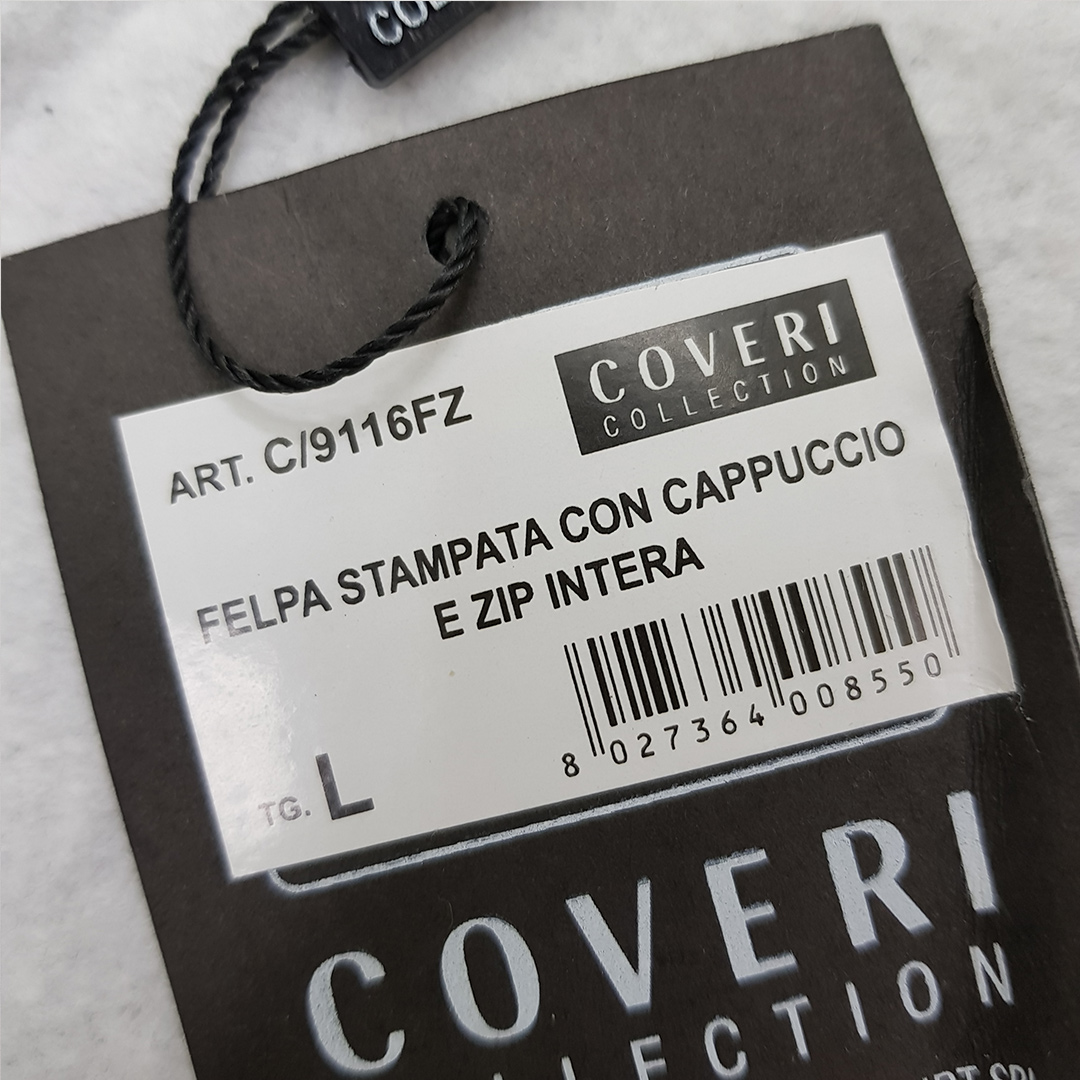 ART. C/9116FZ
COVERI
COLLECTION
FELPA STAMPATA CON CAPPUCCIO
E ZIP INTERA
8 027364 008550
TG. L
COVERI
COLLECTION